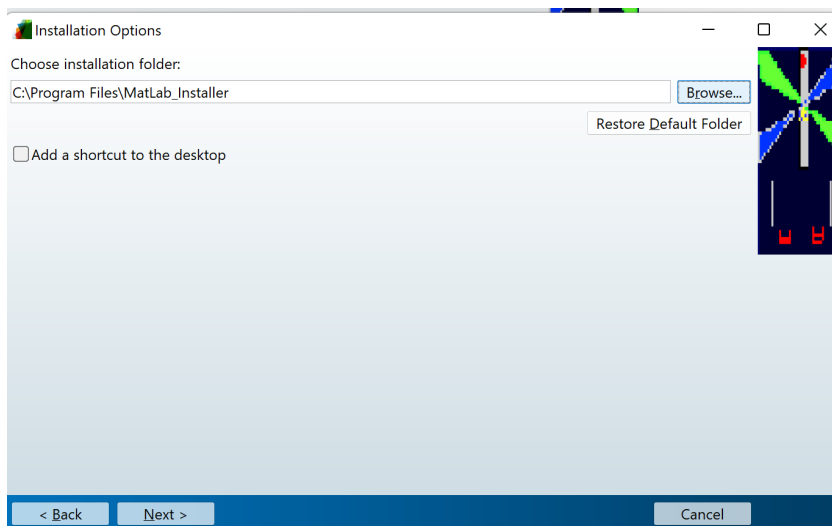 Installation Options
Choose installation folder:
C:\Program Files\MatLab_Installer
Browse...
Restore Default Folder
Add a shortcut to the desktop
< Back Next > Cancel